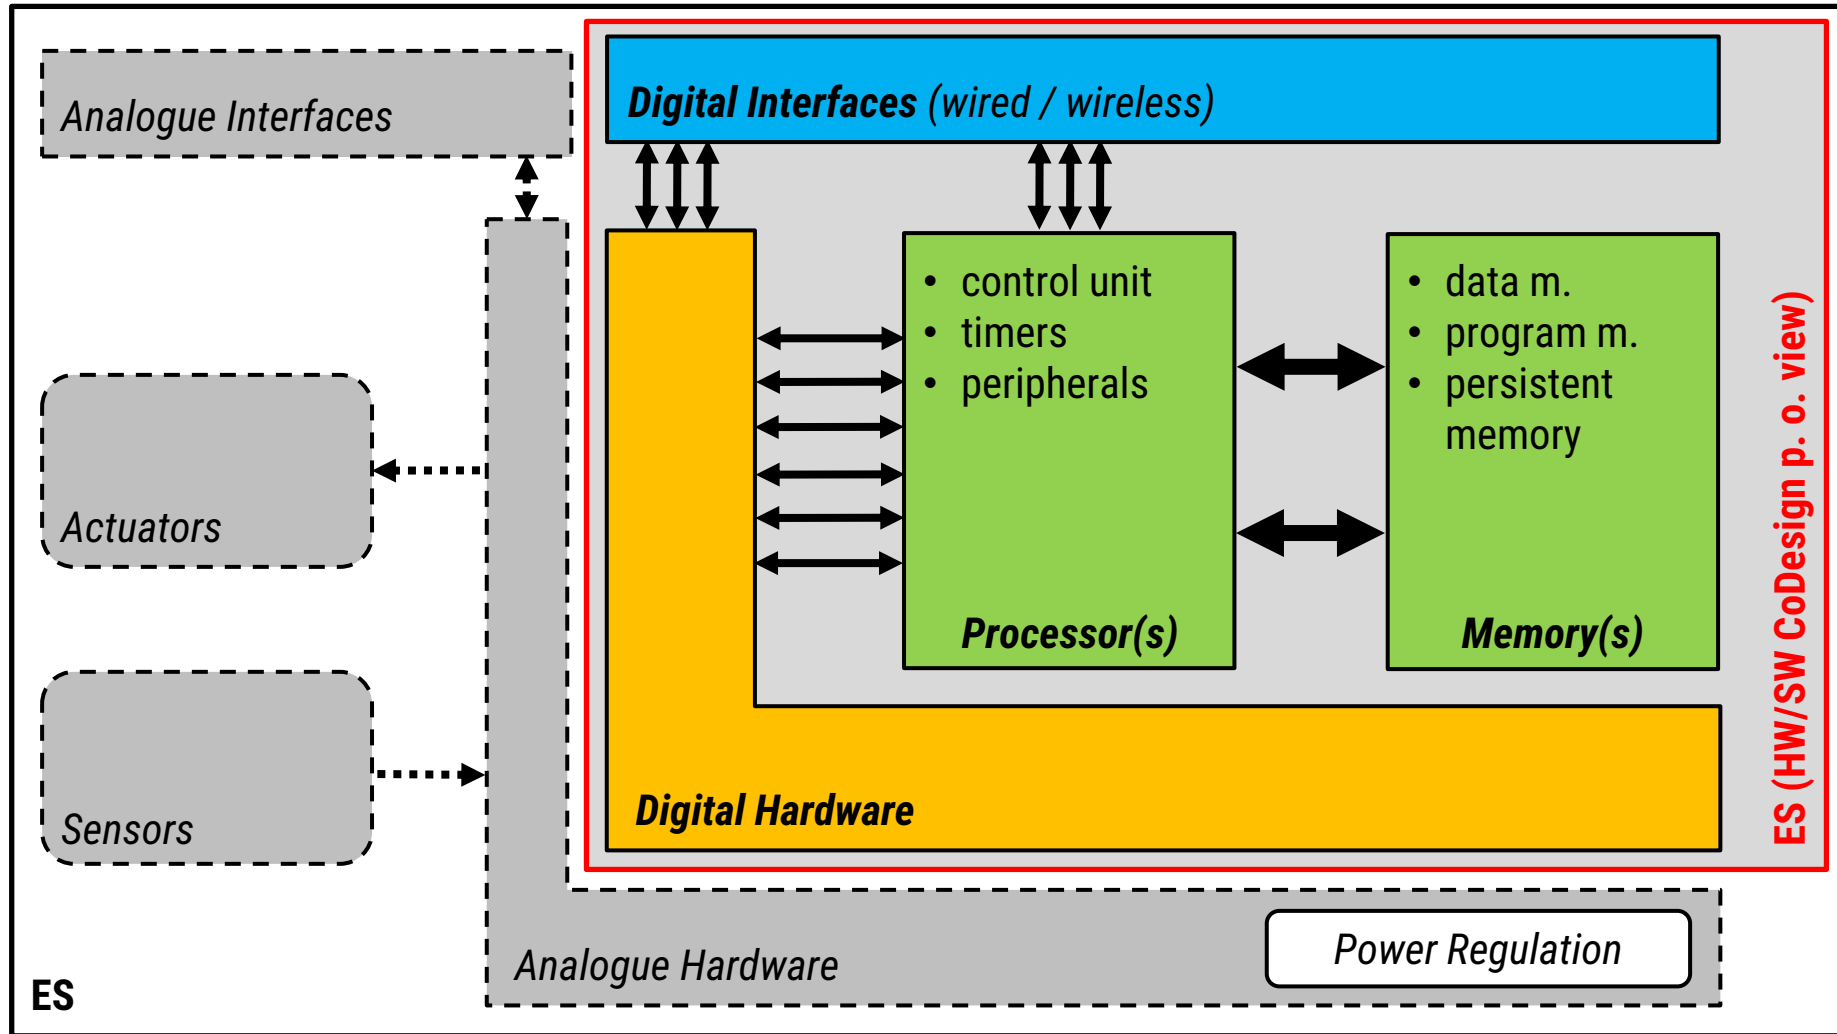 Analogue Interfaces
Digital Interfaces (wired / wireless)
• control unit
• timers
• peripherals
Processor(s)
• data m.
• program m.
• persistent
memory
Memory(s)
ES (HW/SW CoDesign p. o. view)
Actuators
Sensors
Digital Hardware
Analogue Hardware
Power Regulation
ES